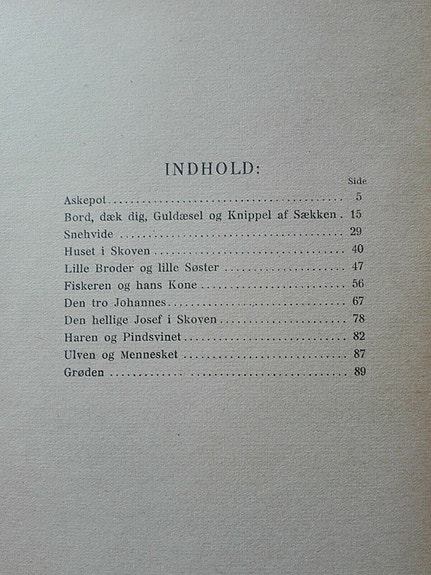 INDHOLD:
Side
Askepot........................................ 5
Bord, dæk dig, Guldæsel og Knippel af Sækken . 15
Snehvide ....................................... 29
Huset i Skoven ................................. 40
Lille Broder og lille Søster ..................... 47
Fiskeren og hans Kone ......................... 56
Den tro Johannes.............................. 67
Den hellige Josef i Skoven ...................... 78
Haren og Pindsvinet ........................... 82
Ulven og Mennesket ........................... 87
Grøden ........................................ 89